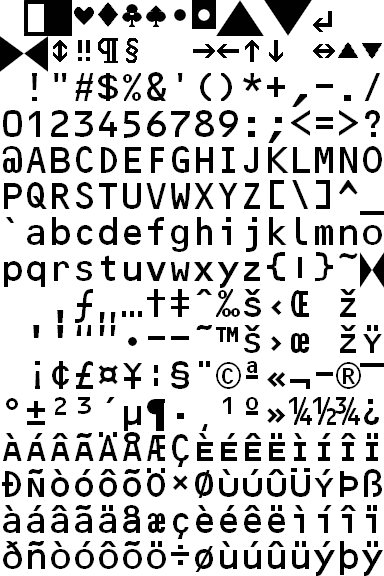 ♥♦♣♠•◘▲▼↵
↕‼¶§ →←↑↓ ↔▲▼
!"#$%&'()*+,-./
0123456789:;<=>?
@ABCDEFGHIJKLMNO
PQRSTUVWXYZ[\]^_
`abcdefghijklmno
pqrstuvwxyz{|}~
‚ƒ„…†‡ˆ‰Š‹Œ Ž
''""•–—˜™š›œ žŸ
¡¢£¤¥¦§¨©ª«¬-®¯
°±²³´µ¶·¸¹º»¼½¾¿
ÀÁÂÃÄÅÆÇÈÉÊËÌÍÎÏ
ÐÑÒÓÔÕÖ×ØÙÚÛÜÝÞß
àáâãäåæçèéêëìíîï
ðñòóôõö÷øùúûüýþÿ